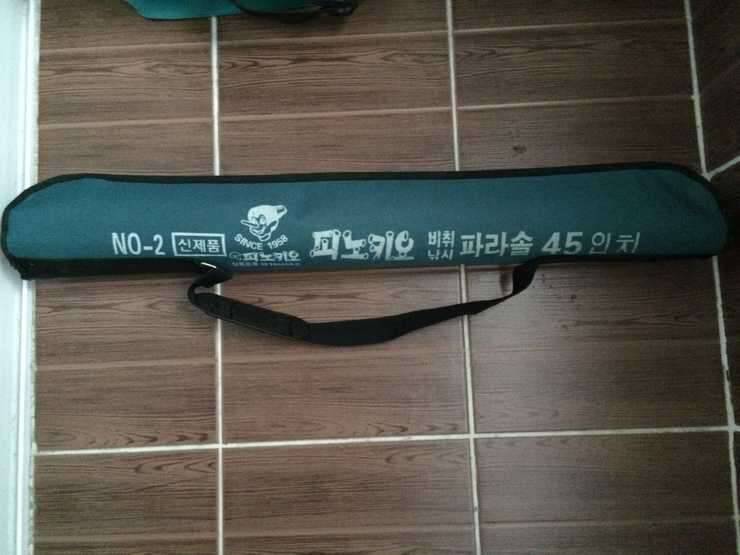 NO-2 신제품
SINCE 1968
피노키오
피노키오
비취
낚시
파라솔 45 인치